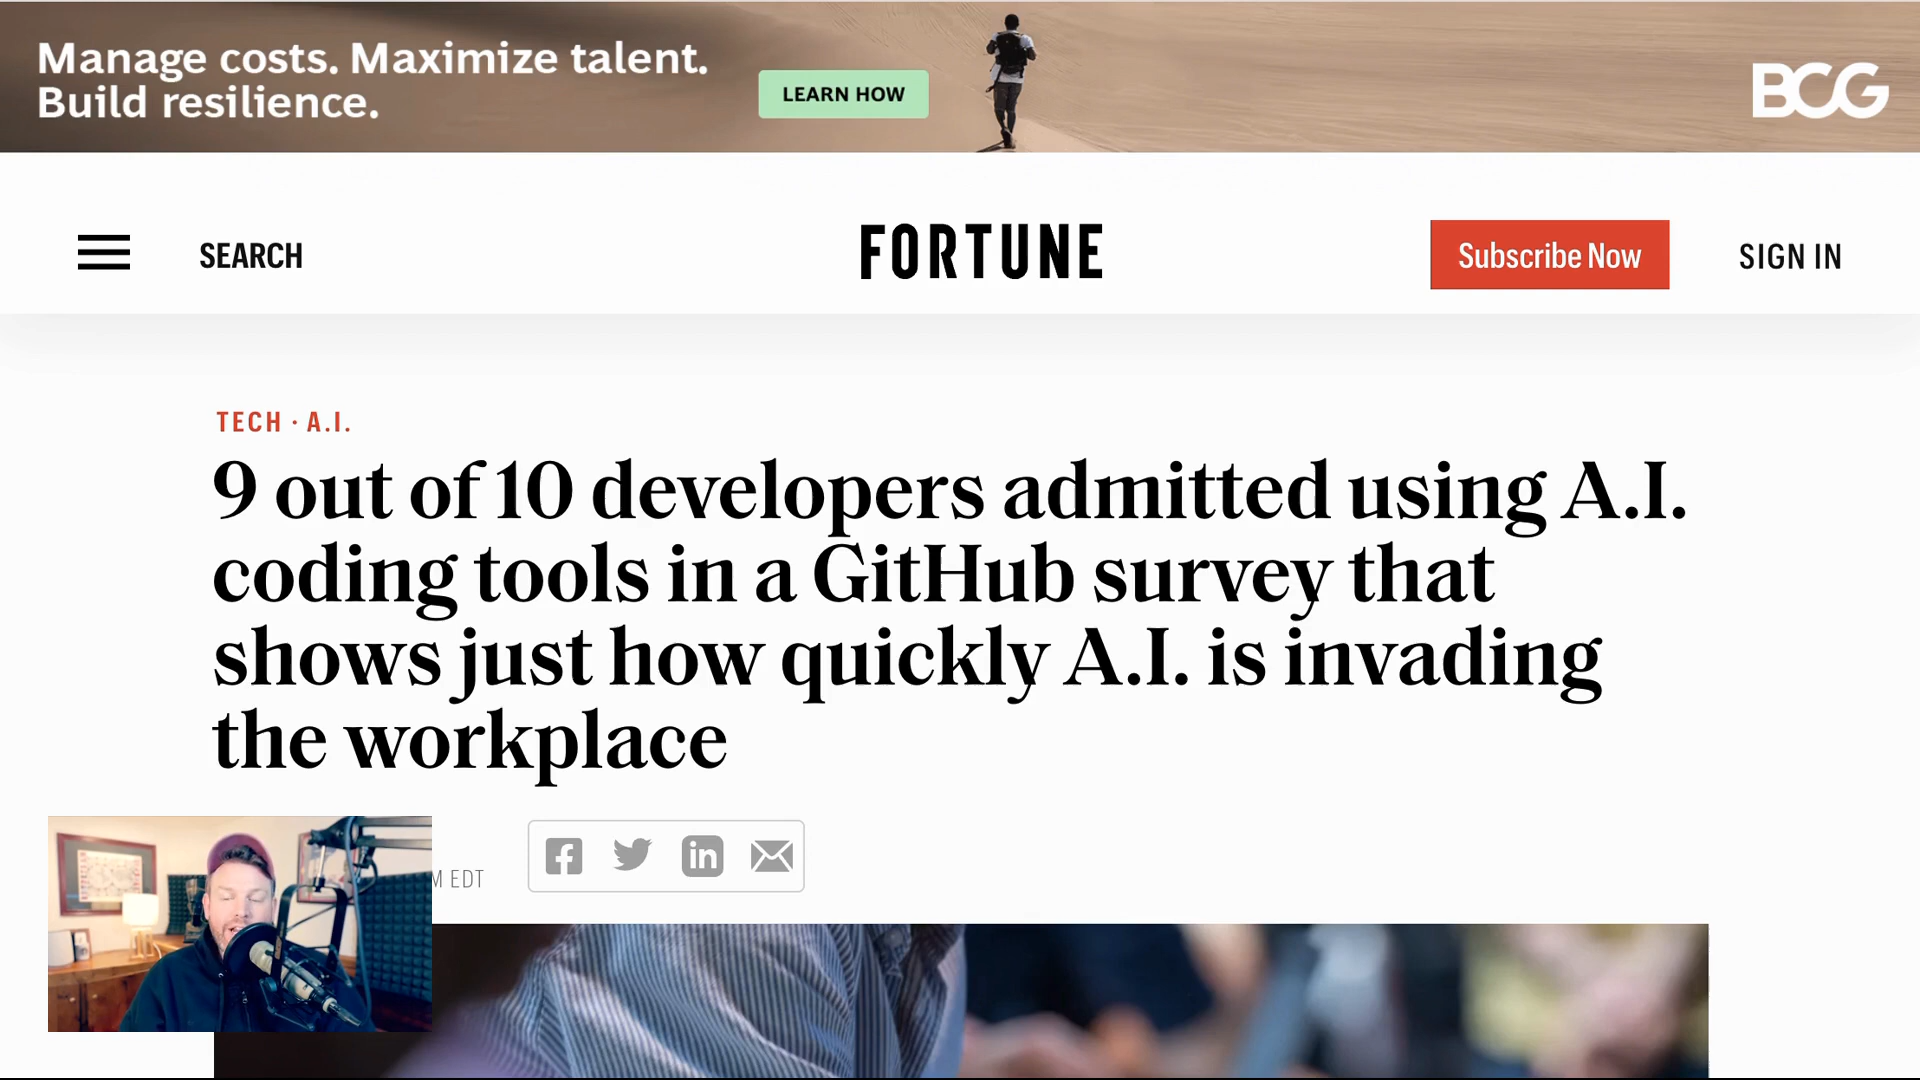 Manage costs. Maximize talent.
Build resilience.
LEARN HOW
BCG
SEARCH
FORTUNE
Subscribe Now
SIGN IN
TECH · A.I.
9 out of 10 developers admitted using A.I.
coding tools in a GitHub survey that
shows just how quickly A.I. is invading
the workplace
M EDT